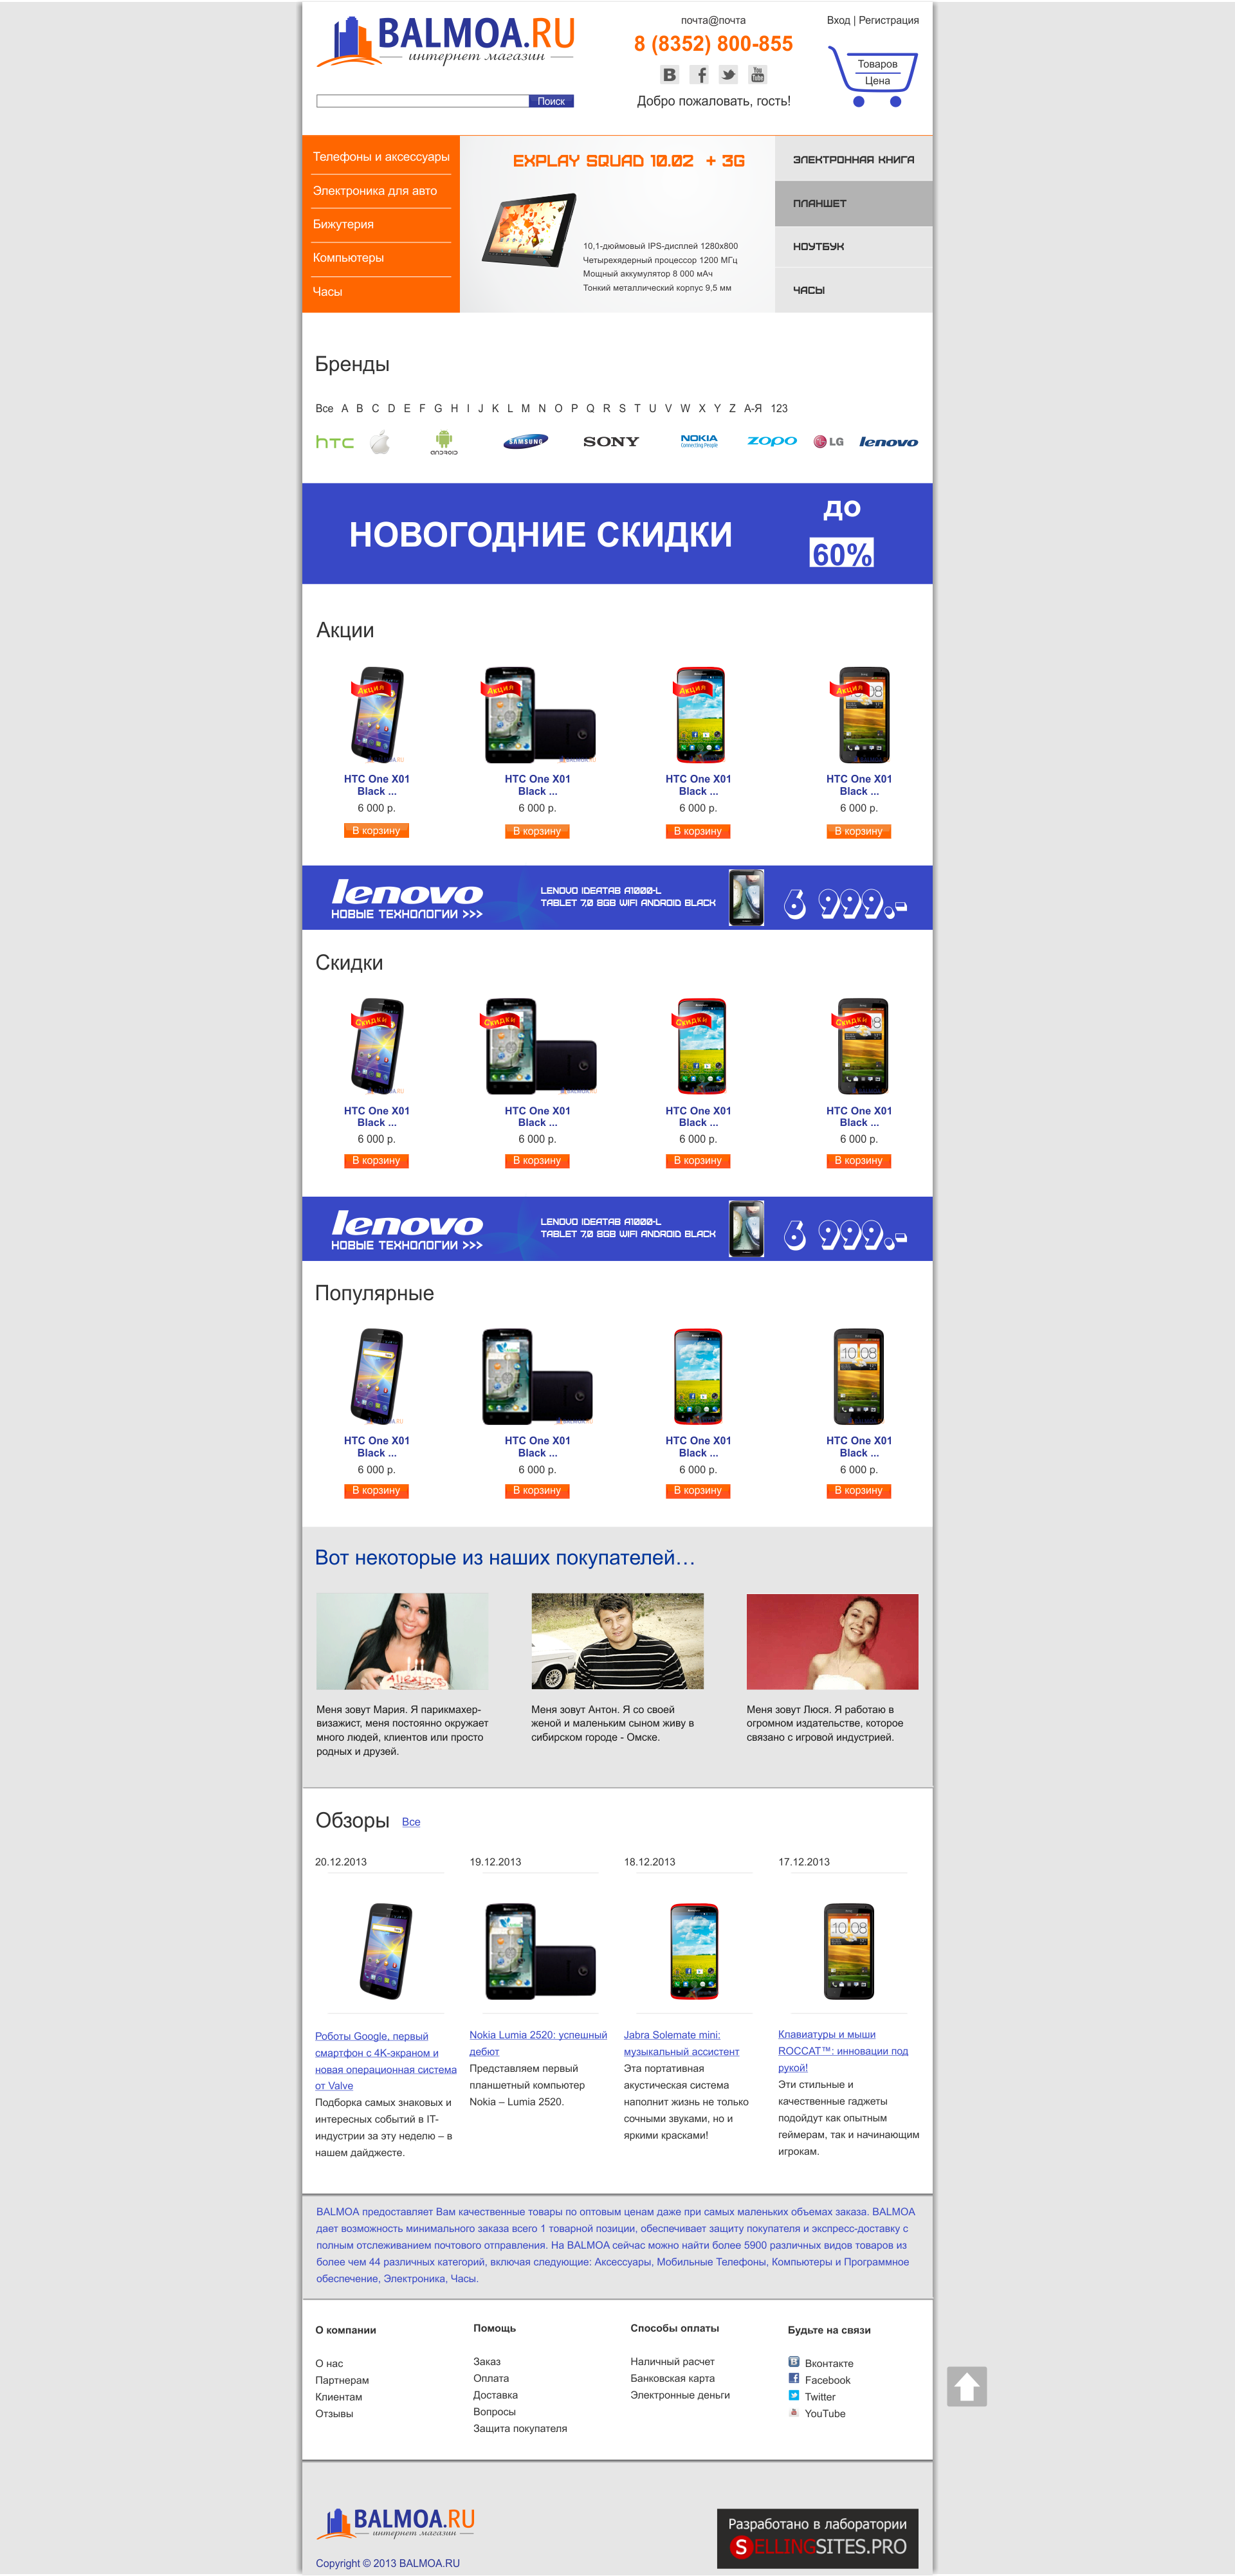 BALMOA.RU
интернет магазин
Поиск
почта@почта
8 (8352) 800-855
B f You Tube
Добро пожаловать, гость!
Вход | Регистрация
Товаров
Цена
Телефоны и аксессуары
Электроника для авто
Бижутерия
Компьютеры
Часы
EXPLAY SQUAD 10.02 + 3G
10,1-дюймовый IPS-дисплей 1280x800
Четырехядерный процессор 1200 МГц
Мощный аккумулятор 8 000 мАч
Тонкий металлический корпус 9,5 мм
ЭЛЕКТРОННАЯ КНИГА
ПЛАНШЕТ
НОУТБУК
ЧАСЫ
Бренды
Все A B C D E F G H I J K L M N O P Q R S T U V W X Y Z А-Я 123
hTC ANDROID SAMSUNG SONY NOKIA Connecting People ZOPO LG lenovo
НОВОГОДНИЕ СКИДКИ
до
60%
Акции
Акция Акция Акция Акция
HTC One X01 HTC One X01 HTC One X01 HTC One X01
Black ... Black ... Black ... Black ...
6 000 р. 6 000 р. 6 000 р. 6 000 р.
В корзину В корзину В корзину В корзину
lenovo
НОВЫЕ ТЕХНОЛОГИИ >>>
LENOVO IDEATAB A1000-L
TABLET 7.0 8GB WIFI ANDROID BLACK
6 999.-
Скидки
Скидки Скидки Скидки Скидки
HTC One X01 HTC One X01 HTC One X01 HTC One X01
Black ... Black ... Black ... Black ...
6 000 р. 6 000 р. 6 000 р. 6 000 р.
В корзину В корзину В корзину В корзину
lenovo
НОВЫЕ ТЕХНОЛОГИИ >>>
LENOVO IDEATAB A1000-L
TABLET 7.0 8GB WIFI ANDROID BLACK
6 999.-
Популярные
10:08
HTC One X01 HTC One X01 HTC One X01 HTC One X01
Black ... Black ... Black ... Black ...
6 000 р. 6 000 р. 6 000 р. 6 000 р.
В корзину В корзину В корзину В корзину
Вот некоторые из наших покупателей…
Меня зовут Мария. Я парикмахер-
визажист, меня постоянно окружает
много людей, клиентов или просто
родных и друзей.
Меня зовут Антон. Я со своей
женой и маленьким сыном живу в
сибирском городе - Омске.
Меня зовут Люся. Я работаю в
огромном издательстве, которое
связано с игровой индустрией.
Обзоры Все
20.12.2013 19.12.2013 18.12.2013 17.12.2013
10:08
Роботы Google, первый
смартфон с 4K-экраном и
новая операционная система
от Valve
Подборка самых знаковых и
интересных событий в IT-
индустрии за эту неделю – в
нашем дайджесте.
Nokia Lumia 2520: успешный
дебют
Представляем первый
планшетный компьютер
Nokia – Lumia 2520.
Jabra Solemate mini:
музыкальный ассистент
Эта портативная
акустическая система
наполнит жизнь не только
сочными звуками, но и
яркими красками!
Клавиатуры и мыши
ROCCAT™: инновации под
рукой!
Эти стильные и
качественные гаджеты
подойдут как опытным
геймерам, так и начинающим
игрокам.
BALMOA предоставляет Вам качественные товары по оптовым ценам даже при самых маленьких объемах заказа. BALMOA
дает возможность минимального заказа всего 1 товарной позиции, обеспечивает защиту покупателя и экспресс-доставку с
полным отслеживанием почтового отправления. На BALMOA сейчас можно найти более 5900 различных видов товаров из
более чем 44 различных категорий, включая следующие: Аксессуары, Мобильные Телефоны, Компьютеры и Программное
обеспечение, Электроника, Часы.
О компании
О нас
Партнерам
Клиентам
Отзывы
Помощь
Заказ
Оплата
Доставка
Вопросы
Защита покупателя
Способы оплаты
Наличный расчет
Банковская карта
Электронные деньги
Будьте на связи
Вконтакте
Facebook
Twitter
YouTube
BALMOA.RU
интернет магазин
Copyright © 2013 BALMOA.RU
Разработано в лаборатории
SELLINGSITES.PRO